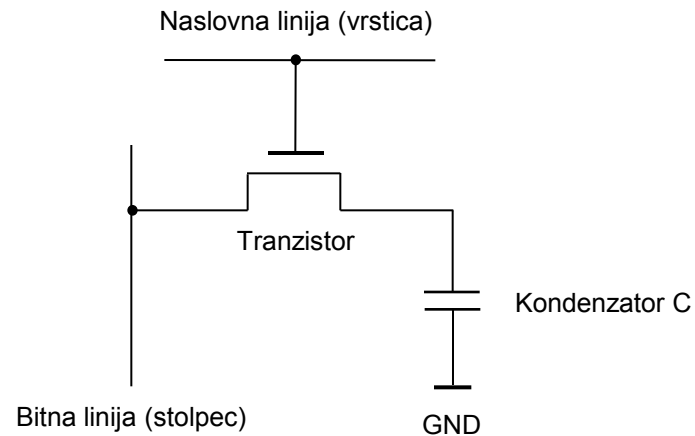 Naslovna linija (vrstica)
Tranzistor
Kondenzator C
Bitna linija (stolpec)
GND